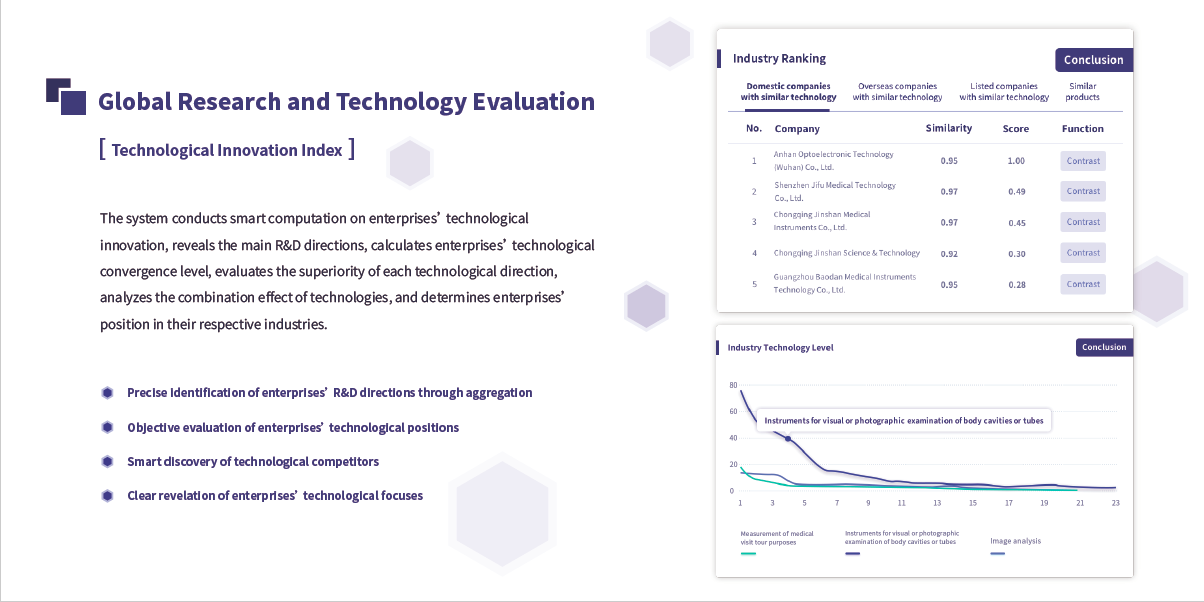 Global Research and Technology Evaluation
[ Technological Innovation Index ]
The system conducts smart computation on enterprises’ technological
innovation, reveals the main R&D directions, calculates enterprises’ technological
convergence level, evaluates the superiority of each technological direction,
analyzes the combination effect of technologies, and determines enterprises’
position in their respective industries.
Precise identification of enterprises’ R&D directions through aggregation
Objective evaluation of enterprises’ technological positions
Smart discovery of technological competitors
Clear revelation of enterprises’ technological focuses
Industry Ranking
Conclusion
Domestic companies
with similar technology
Overseas companies
with similar technology
Listed companies
with similar technology
Similar
products
No. Company Similarity Score Function
1 Anhan Optoelectronic Technology
(Wuhan) Co., Ltd. 0.95 1.00 Contrast
2 Shenzhen Jifu Medical Technology
Co., Ltd. 0.97 0.49 Contrast
3 Chongqing Jinshan Medical
Instruments Co., Ltd. 0.97 0.45 Contrast
4 Chongqing Jinshan Science & Technology 0.92 0.30 Contrast
5 Guangzhou Baodan Medical Instruments
Technology Co., Ltd. 0.95 0.28 Contrast
Industry Technology Level
Conclusion
80
60
Instruments for visual or photographic examination of body cavities or tubes
40
20
0
1 3 5 7 9 11 13 15 17 19 21 23
Measurement of medical
visit tour purposes
Instruments for visual or photographic
examination of body cavities or tubes
Image analysis